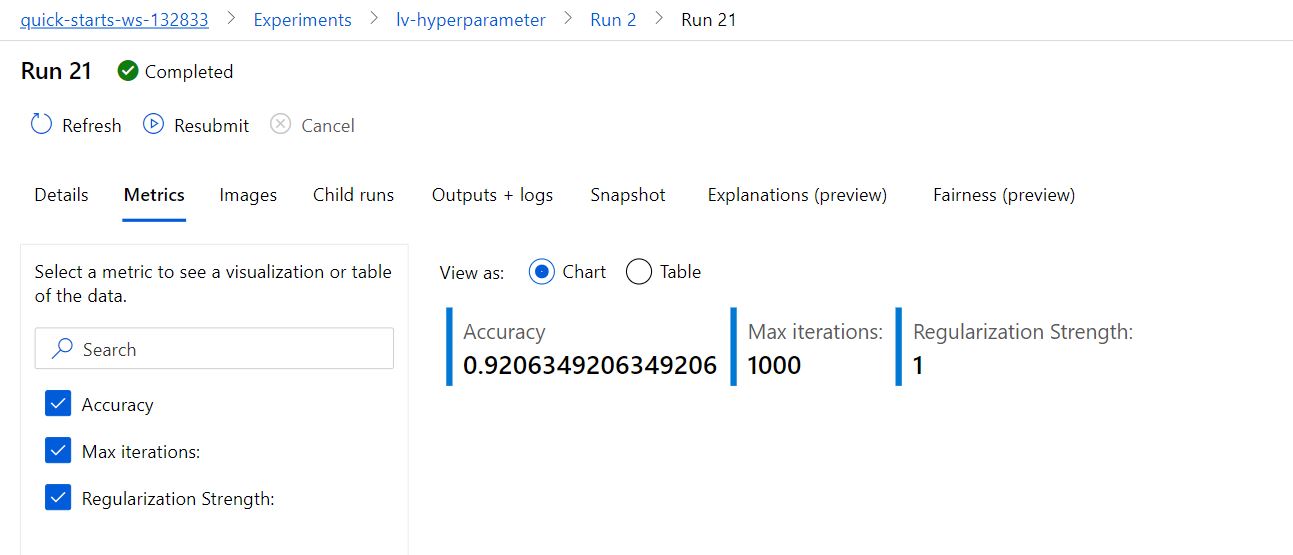 quick-starts-ws-132833 > Experiments > lv-hyperparameter > Run 2 > Run 21
Run 21 Completed
Refresh Resubmit Cancel
Details Metrics Images Child runs Outputs + logs Snapshot Explanations (preview) Fairness (preview)
Select a metric to see a visualization or table
of the data.
Search
Accuracy
Max iterations:
Regularization Strength:
View as: Chart Table
Accuracy Max iterations: Regularization Strength:
0.9206349206349206 1000 1